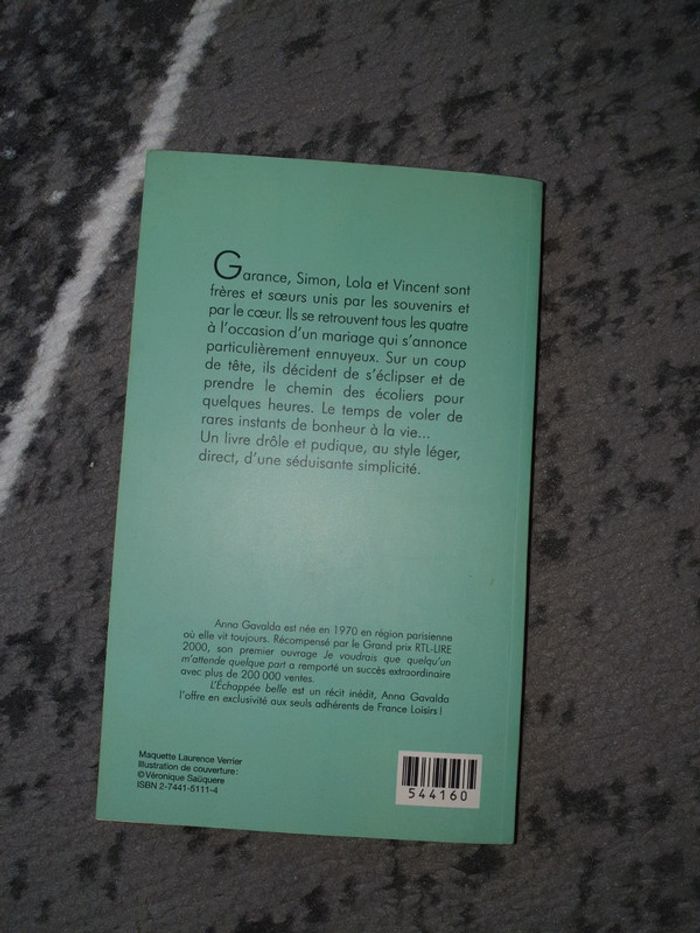 Garance, Simon, Lola et Vincent sont
frères et sœurs unis par les souvenirs et
par le cœur. Ils se retrouvent tous les quatre
à l'occasion d'un mariage qui s'annonce
particulièrement ennuyeux. Sur un coup
de tête, ils décident de s'éclipser et de
prendre le chemin des écoliers pour
quelques heures. Le temps de voler de
rares instants de bonheur à la vie...
Un livre drôle et pudique, au style léger,
direct, d'une séduisante simplicité.
Anna Gavalda est née en 1970 en région parisienne
où elle vit toujours. Récompensé par le Grand prix RTL-LIRE
2000, son premier ouvrage Je voudrais que quelqu'un
m'attende quelque part a remporté un succès extraordinaire
avec plus de 200 000 ventes.
L'Échappée belle est un récit inédit, Anna Gavalda
l'offre en exclusivité aux seuls adhérents de France Loisirs !
Maquette Laurence Verrier
Illustration de couverture :
© Véronique Saüquere
ISBN 2-7441-5111-4
544160